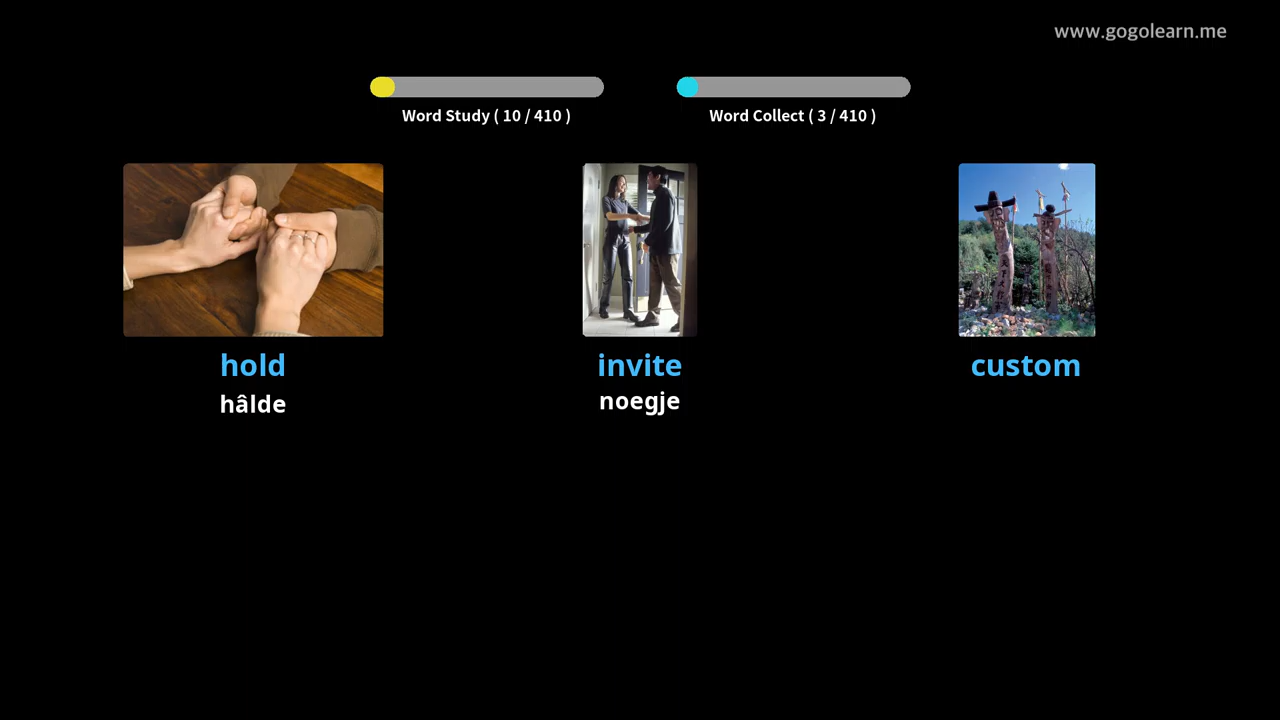 www.gogolearn.me
Word Study ( 10 / 410 )
Word Collect ( 3 / 410 )
hold
hâlde
invite
noegje
custom